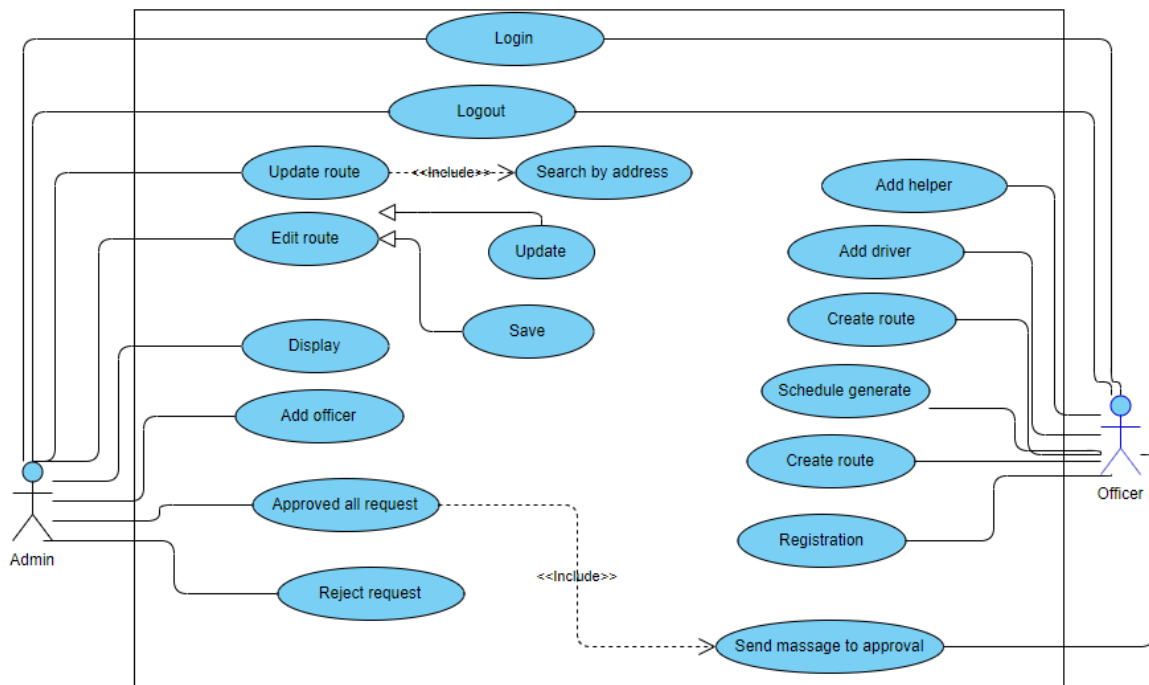 Login
Logout
Update route
<<Include>>
Search by address
Add helper
Edit route
Update
Add driver
Save
Create route
Display
Schedule generate
Add officer
Create route
Officer
Approved all request
Registration
Admin
<<Include>>
Reject request
Send massage to approval